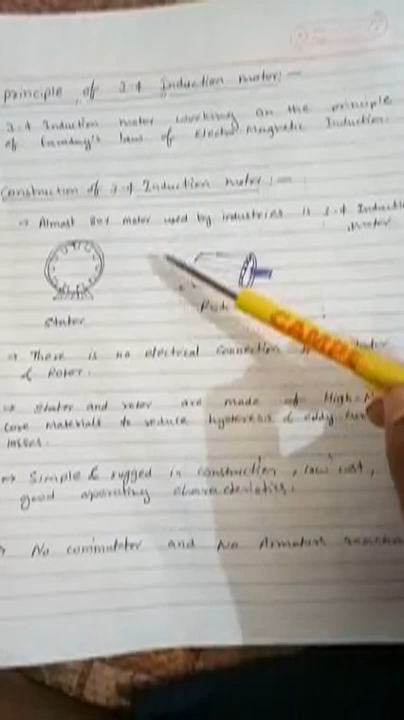 principle of 3-ϕ Induction motor:-
3-ϕ Induction motor working on the principle
of Faraday's law of Electro Magnetic Induction.
Construction of 3-ϕ Induction motor:-
→ Almost motor used by industries is 3-ϕ Induction
motor
Stator
→ There is no electrical connection
& Rotor.
→ Stator and rotor are made of High-
core materials to reduce hysteresis & eddy
losses.
→ Simple & rugged in construction, low cost,
good operating characteristics.
→ No commutator and No Armature
CAMEL